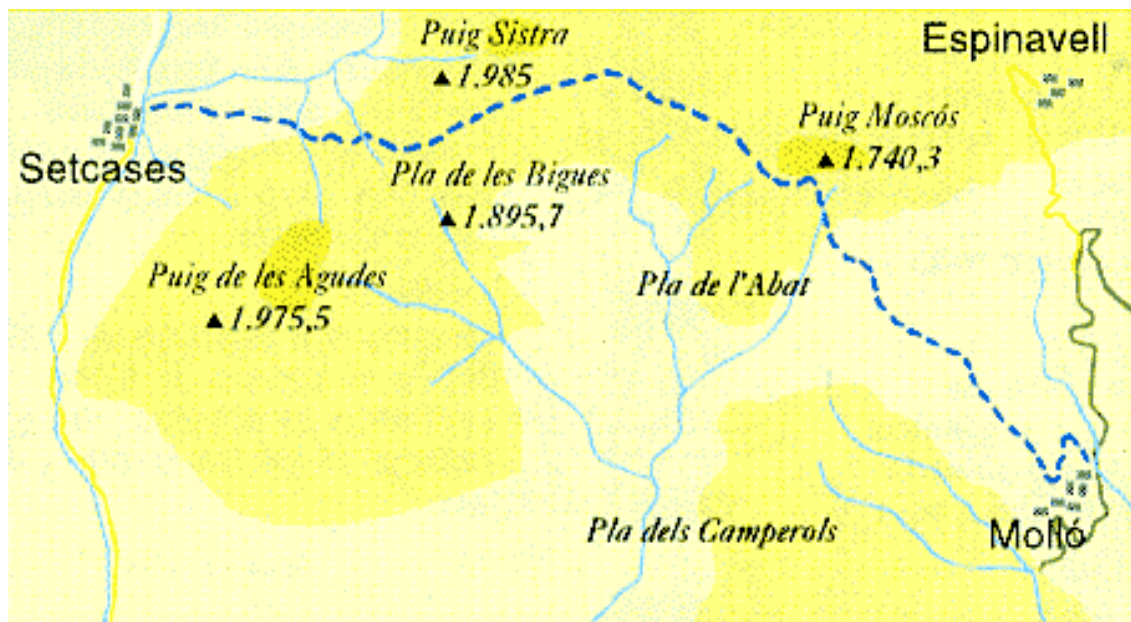 Puig Sistra
▲1.985
Espinavell
Puig Moscós
▲1.740,3
Setcases
Pla de les Bigues
▲1.895,7
Puig de les Agudes
▲1.975,5
Pla de l'Abat
Pla dels Camperols
Molló